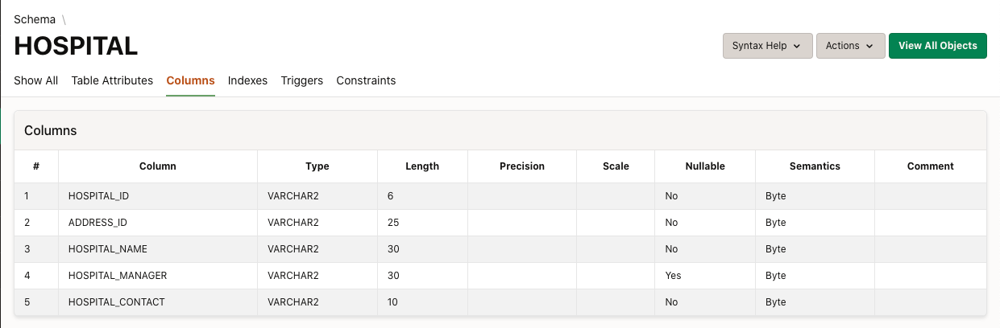 Schema \
HOSPITAL
Syntax Help Actions View All Objects
Show All Table Attributes Columns Indexes Triggers Constraints
Columns
# Column Type Length Precision Scale Nullable Semantics Comment
1 HOSPITAL_ID VARCHAR2 6 No Byte
2 ADDRESS_ID VARCHAR2 25 No Byte
3 HOSPITAL_NAME VARCHAR2 30 No Byte
4 HOSPITAL_MANAGER VARCHAR2 30 Yes Byte
5 HOSPITAL_CONTACT VARCHAR2 10 No Byte